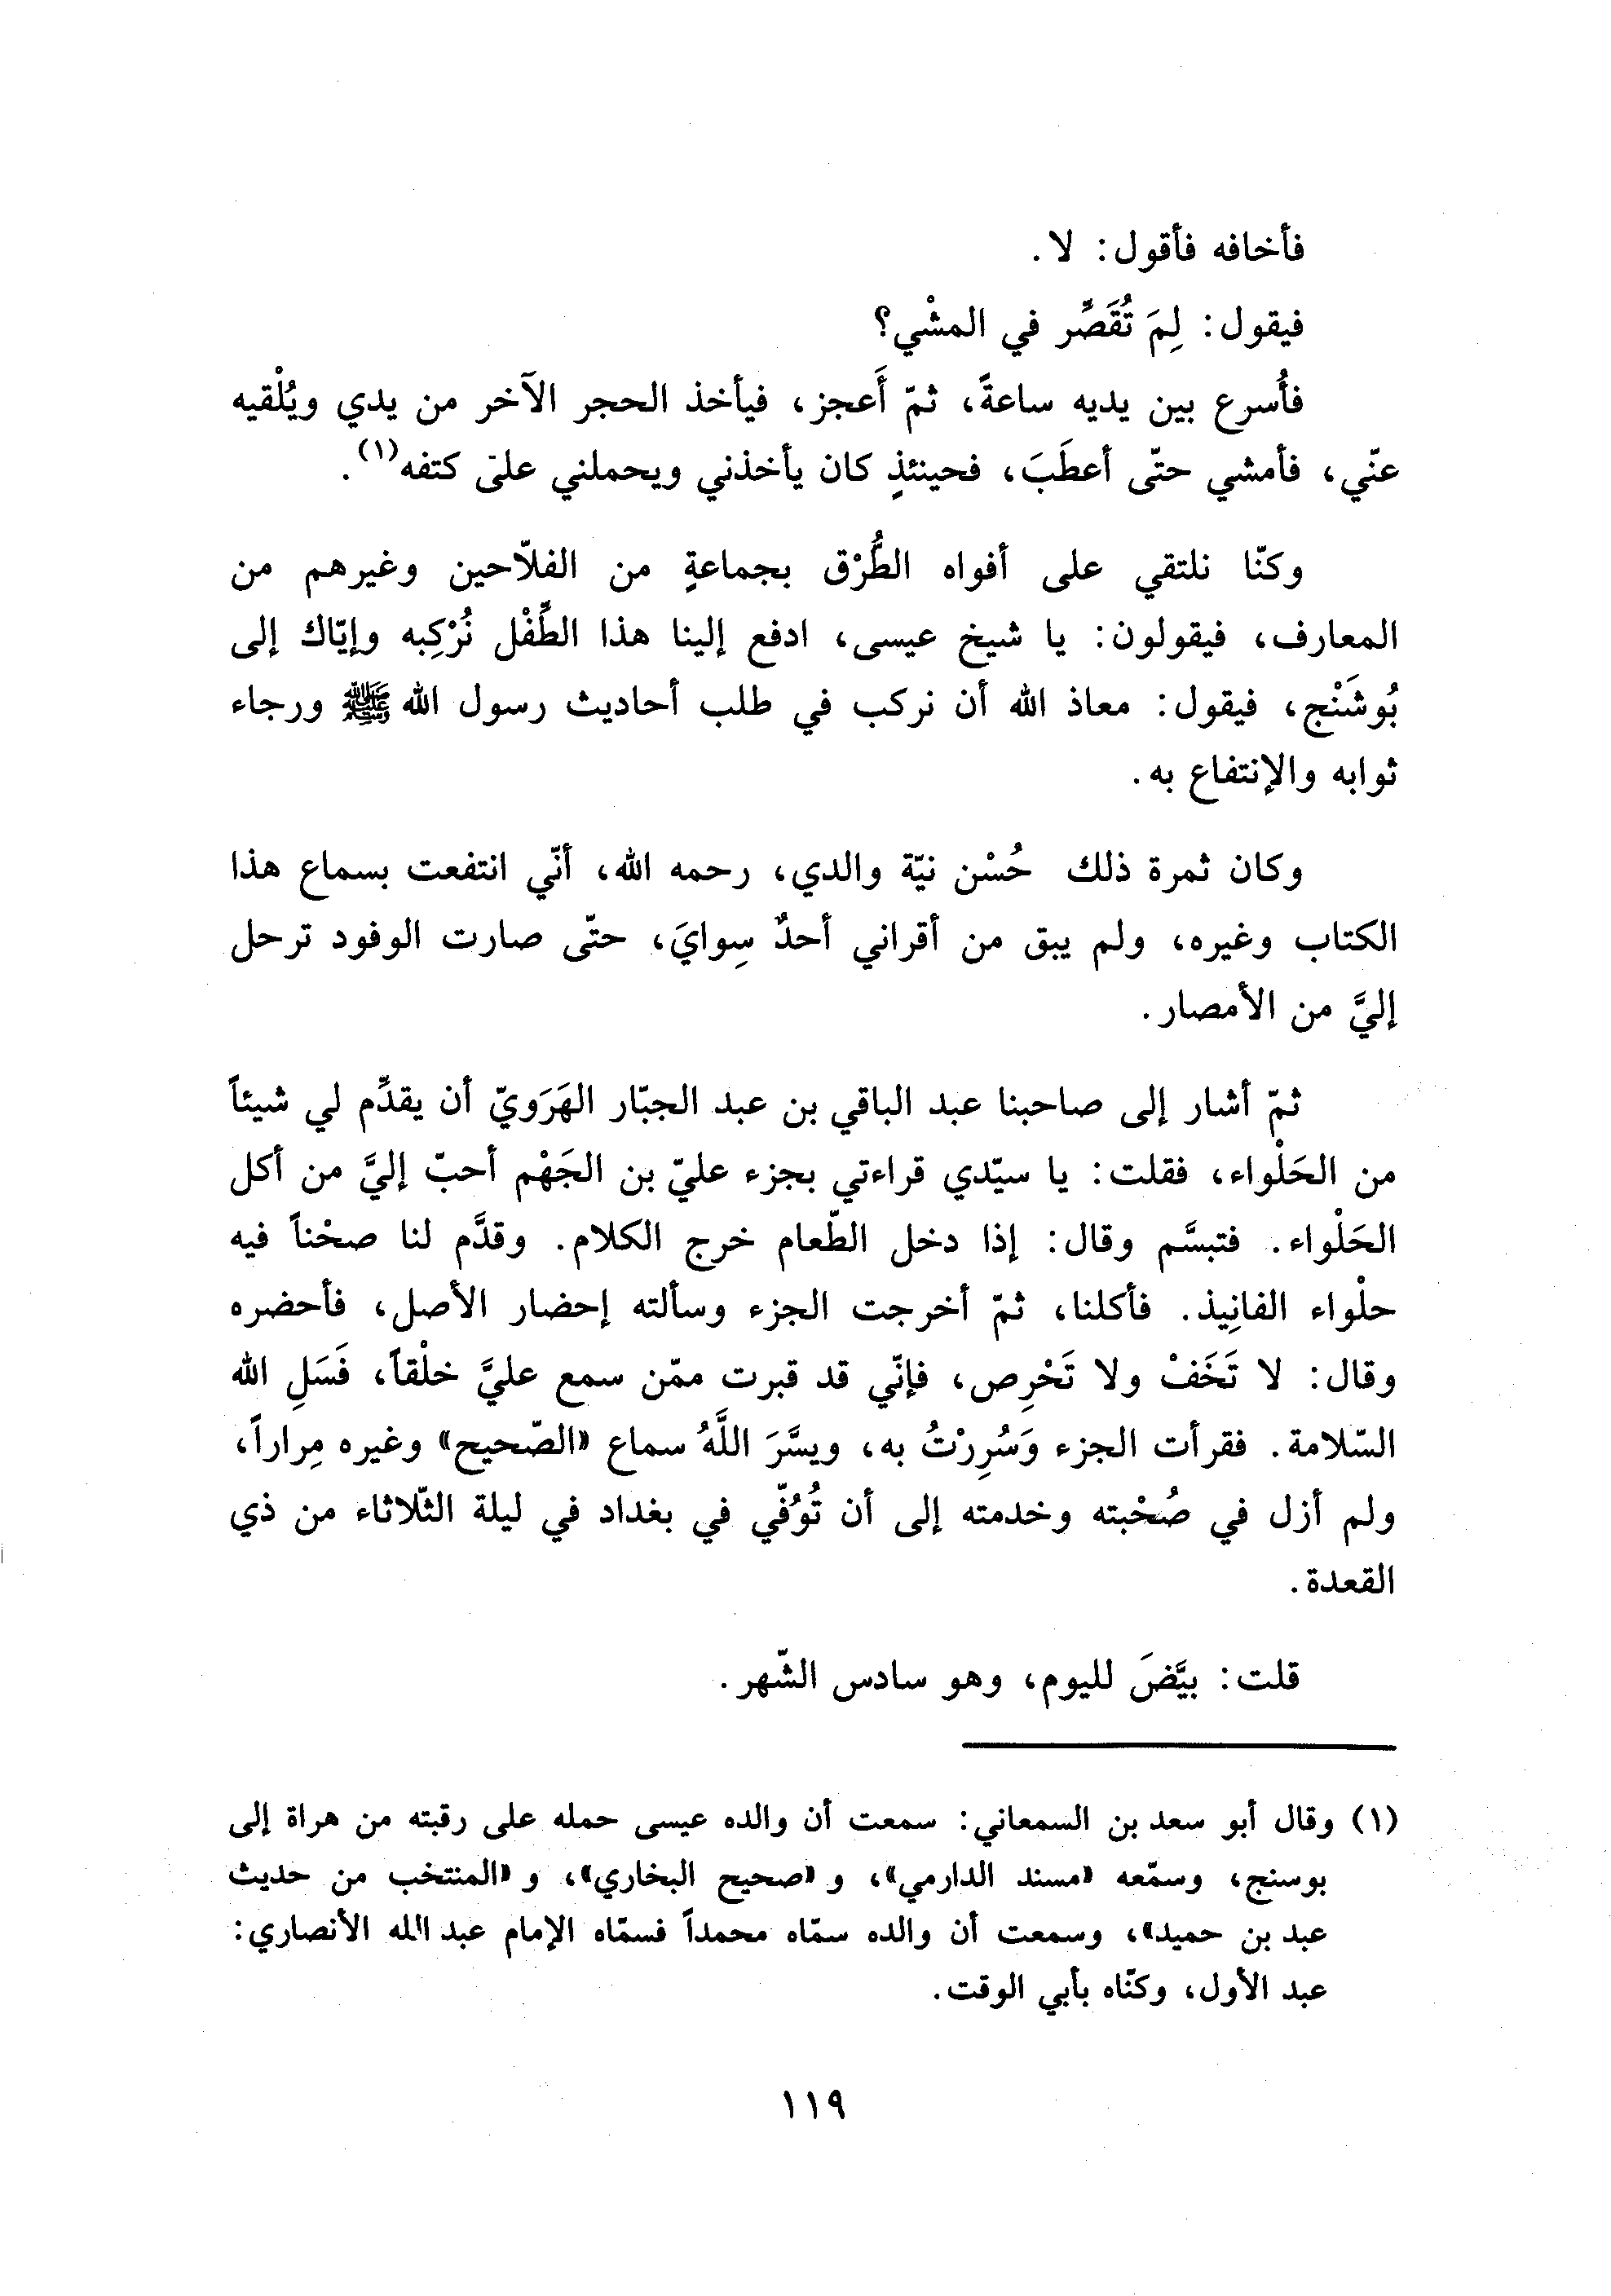 فأخافه فأقول: لا.
فيقول: لِمَ تُقَصِّر في المشْي؟
فأُسرع بين يديه ساعةً، ثمّ أَعجز، فيأخذ الحجر الآخر من يدي ويُلْقيه
عنّي، فأمشي حتّى أعطَبَ، فحينئذٍ كان يأخذني ويحملني على كتفه(١).
وكنّا نلتقي على أفواه الطُّرْق بجماعةٍ من الفلاّحين وغيرهم من
المعارف، فيقولون: يا شيخ عيسى، ادفع إلينا هذا الطِّفْل نُرْكِبه وإيّاك إلى
بُوشَنْج، فيقول: معاذ الله أن نركب في طلب أحاديث رسول الله ﷺ ورجاء
ثوابه والإنتفاع به.
وكان ثمرة ذلك حُسْن نيّة والدي، رحمه الله، أنّي انتفعت بسماع هذا
الكتاب وغيره، ولم يبق من أقراني أحدٌ سِوايَ، حتّى صارت الوفود ترحل
إليَّ من الأمصار.
ثمّ أشار إلى صاحبنا عبد الباقي بن عبد الجبّار الهَرَويّ أن يقدِّم لي شيئاً
من الحَلْواء، فقلت: يا سيّدي قراءتي بجزء عليّ بن الجَهْم أحبّ إليَّ من أكل
الحَلْواء. فتبسَّم وقال: إذا دخل الطّعام خرج الكلام. وقدَّم لنا صحْناً فيه
حلْواء الفانِيذ. فأكلنا، ثمّ أخرجت الجزء وسألته إحضار الأصل، فأحضره
وقال: لا تَخَفْ ولا تَحْرِص، فإنّي قد قبرت ممّن سمع عليَّ خلْقاً، فَسَلِ الله
السّلامة. فقرأت الجزء وَسُرِرْتُ به، ويسَّرَ اللَّهُ سماع «الصّحيح» وغيره مِراراً،
ولم أزل في صُحْبته وخدمته إلى أن تُوُفّي في بغداد في ليلة الثّلاثاء من ذي
القعدة.
قلت: بيَّضَ لليوم، وهو سادس الشّهر.
(١) وقال أبو سعد بن السمعاني: سمعت أن والده عيسى حمله على رقبته من هراة إلى
بوسنج، وسمّعه «مسند الدارمي»، و «صحيح البخاري»، و «المنتخب من حديث
عبد بن حميد»، وسمعت أن والده سمّاه محمداً فسمّاه الإمام عبد الله الأنصاري:
عبد الأول، وكنّاه بأبي الوقت.
١١٩